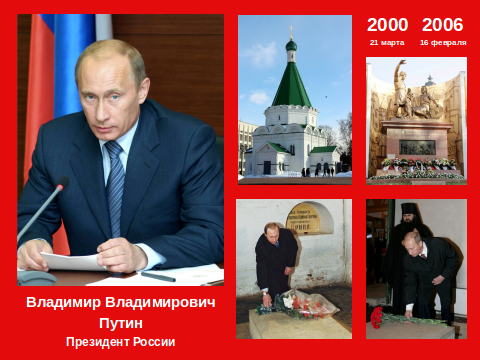 2000 2006
21 марта 16 февраля
Владимир Владимирович
Путин
Президент России